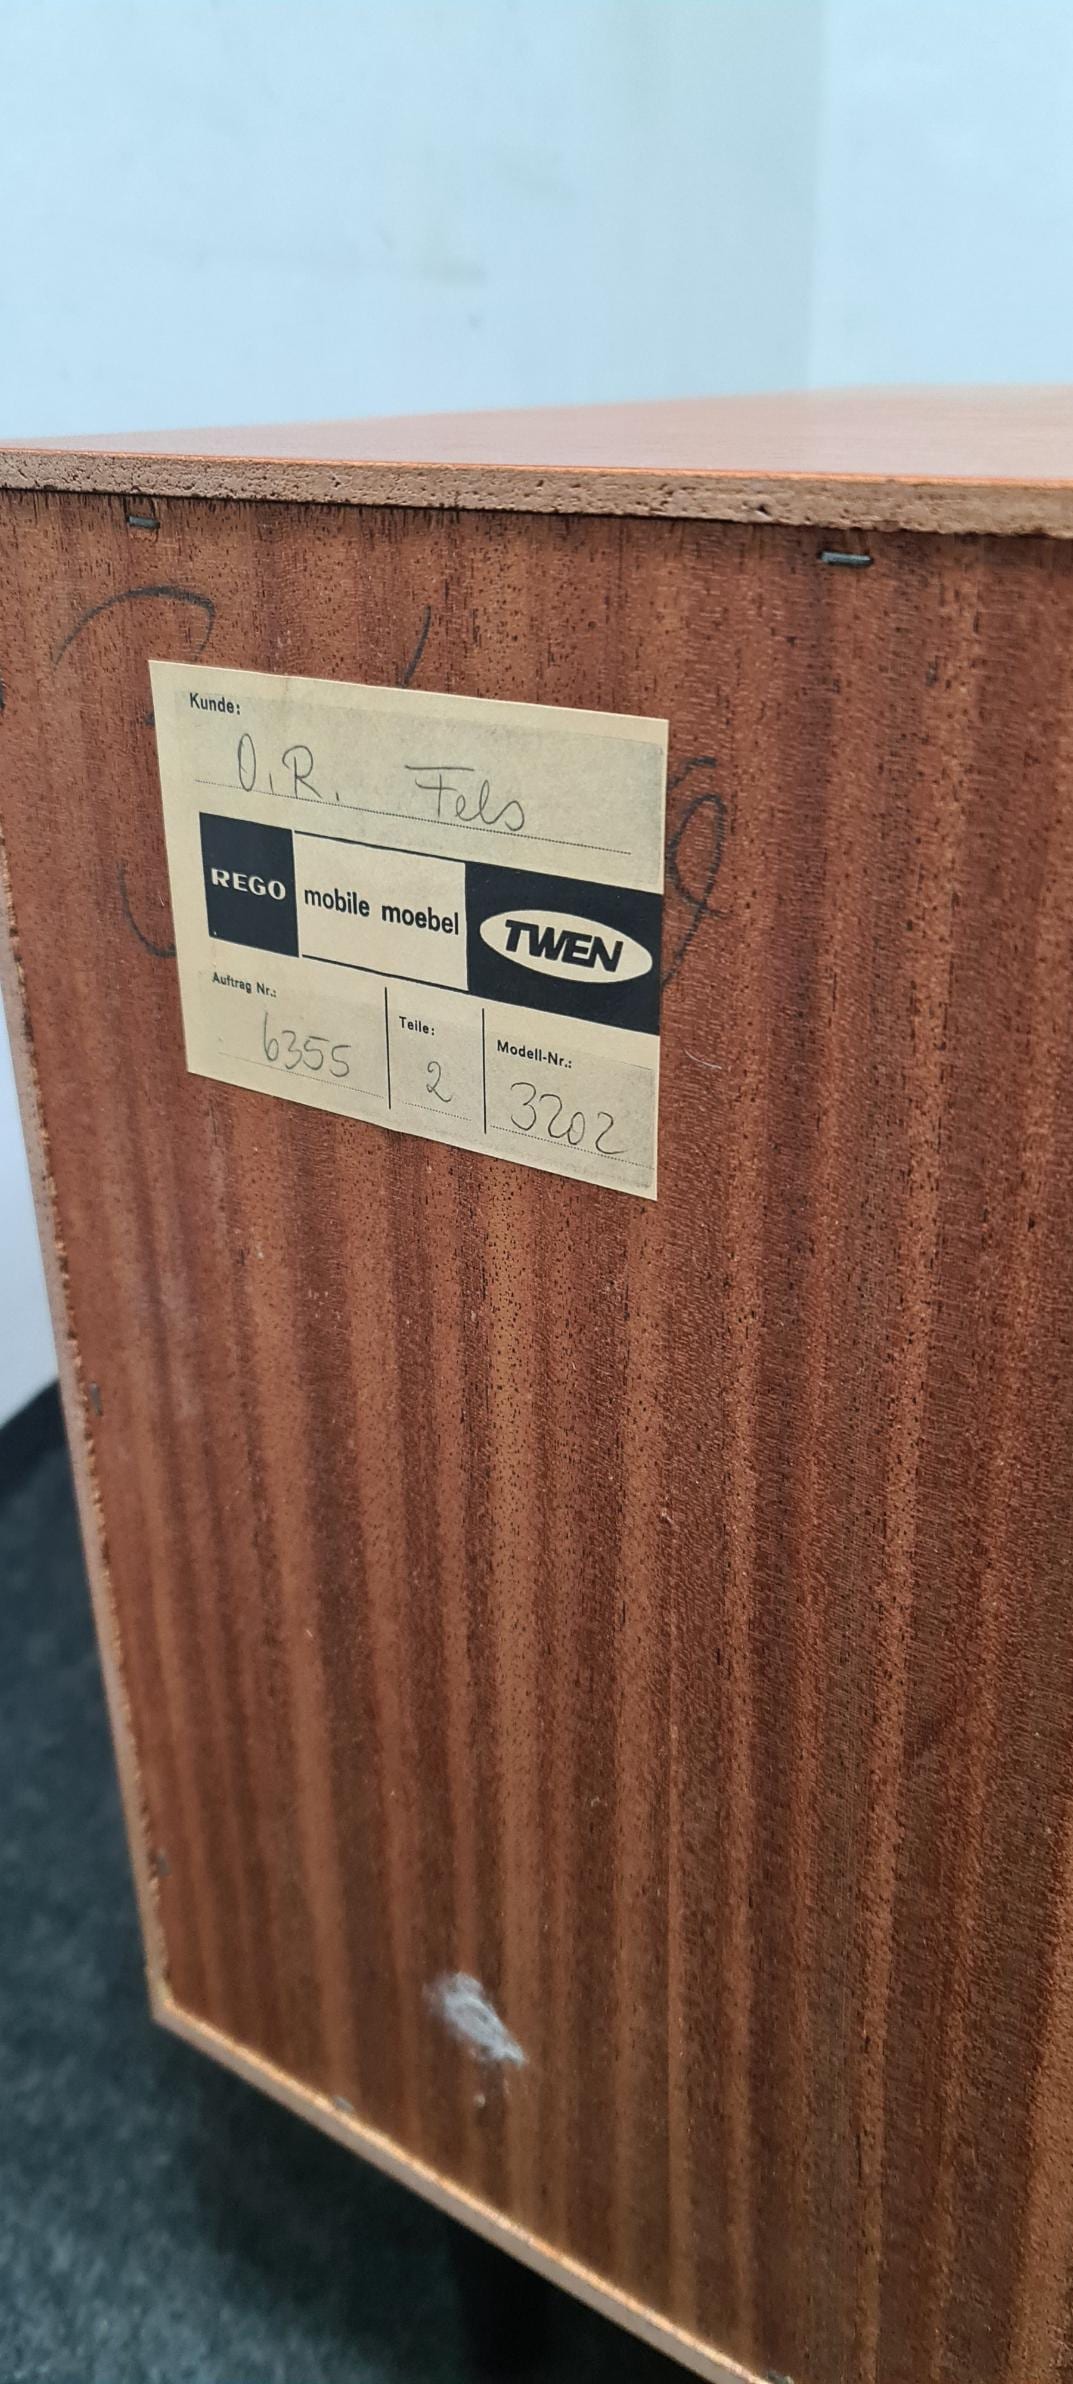 Kunde:
O.R. Fels
REGO mobile moebel TWEN
Auftrag Nr.: Teile: Modell-Nr.:
6355 2 3202